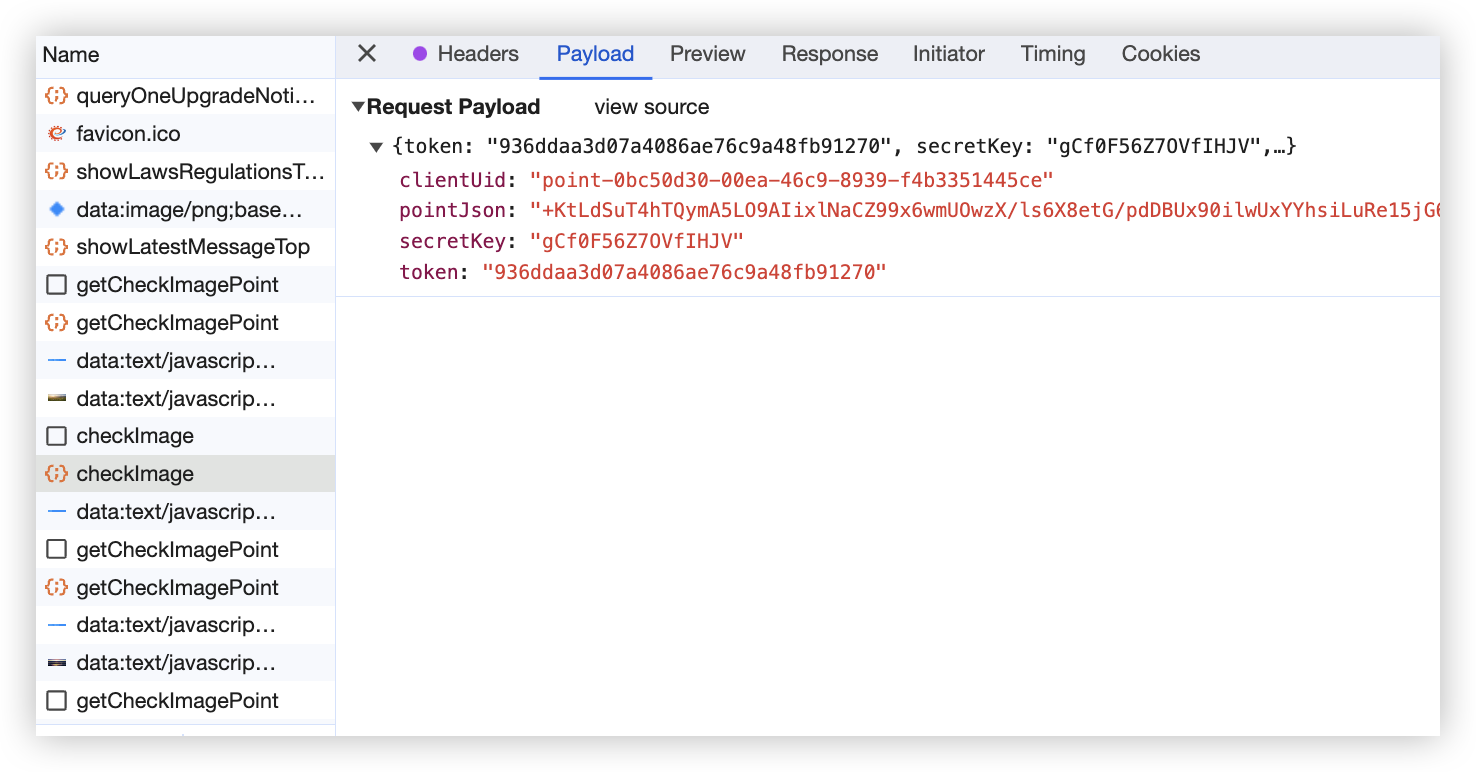 Name
queryOneUpgradeNoti...
favicon.ico
showLawsRegulationsT...
data:image/png;base...
showLatestMessageTop
getCheckImagePoint
getCheckImagePoint
data:text/javascrip...
data:text/javascrip...
checkImage
checkImage
data:text/javascrip...
getCheckImagePoint
getCheckImagePoint
data:text/javascrip...
data:text/javascrip...
getCheckImagePoint
Headers Payload Preview Response Initiator Timing Cookies
Request Payload view source
{token: "936ddaa3d07a4086ae76c9a48fb91270", secretKey: "gCf0F56Z7OVfIHJV",…}
clientUid: "point-0bc50d30-00ea-46c9-8939-f4b3351445ce"
pointJson: "+KtLdSuT4hTQymA5LO9AIixlNaCZ99x6wmUOwzX/ls6X8etG/pdDBUx90ilwUxYYhsiLuRe15jG6
secretKey: "gCf0F56Z7OVfIHJV"
token: "936ddaa3d07a4086ae76c9a48fb91270"